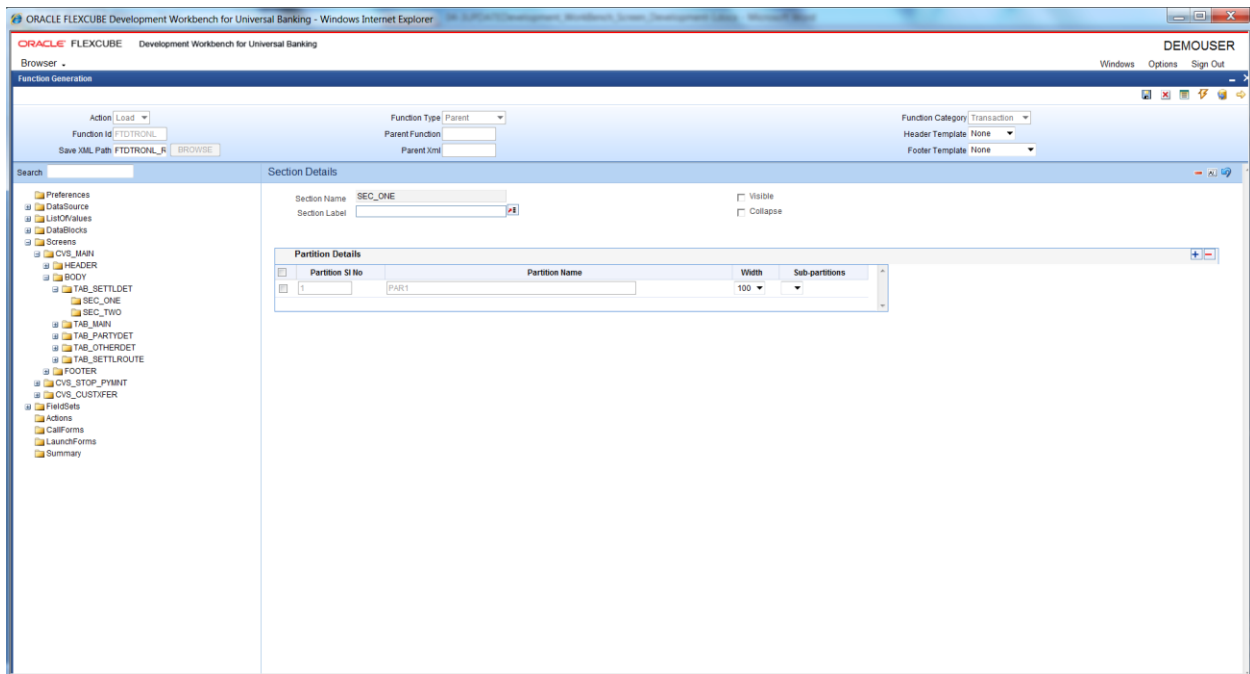 ORACLE FLEXCUBE Development Workbench for Universal Banking - Windows Internet Explorer
ORACLE FLEXCUBE Development Workbench for Universal Banking
DEMOUSER
Browser
Windows Options Sign Out
Function Generation
Action Load Function Type Parent Function Category Transaction
Function Id FTDTRONL Parent Function Header Template None
Save XML Path FTDTRONL_R BROWSE Parent Xml Footer Template None
Search
Section Details
Section Name SEC_ONE Visible
Section Label Collapse
Preferences
DataSource
ListOfValues
DataBlocks
Screens
CVS_MAIN
HEADER
BODY
TAB_SETTLDET
SEC_ONE
SEC_TWO
TAB_MAIN
TAB_PARTYDET
TAB_OTHERDET
TAB_SETTLROUTE
FOOTER
CVS_STOP_PYMNT
CVS_CUSTXFER
FieldSets
Actions
CallForms
LaunchForms
Summary
Partition Details
Partition Sl No Partition Name Width Sub-partitions
1 PAR1 100